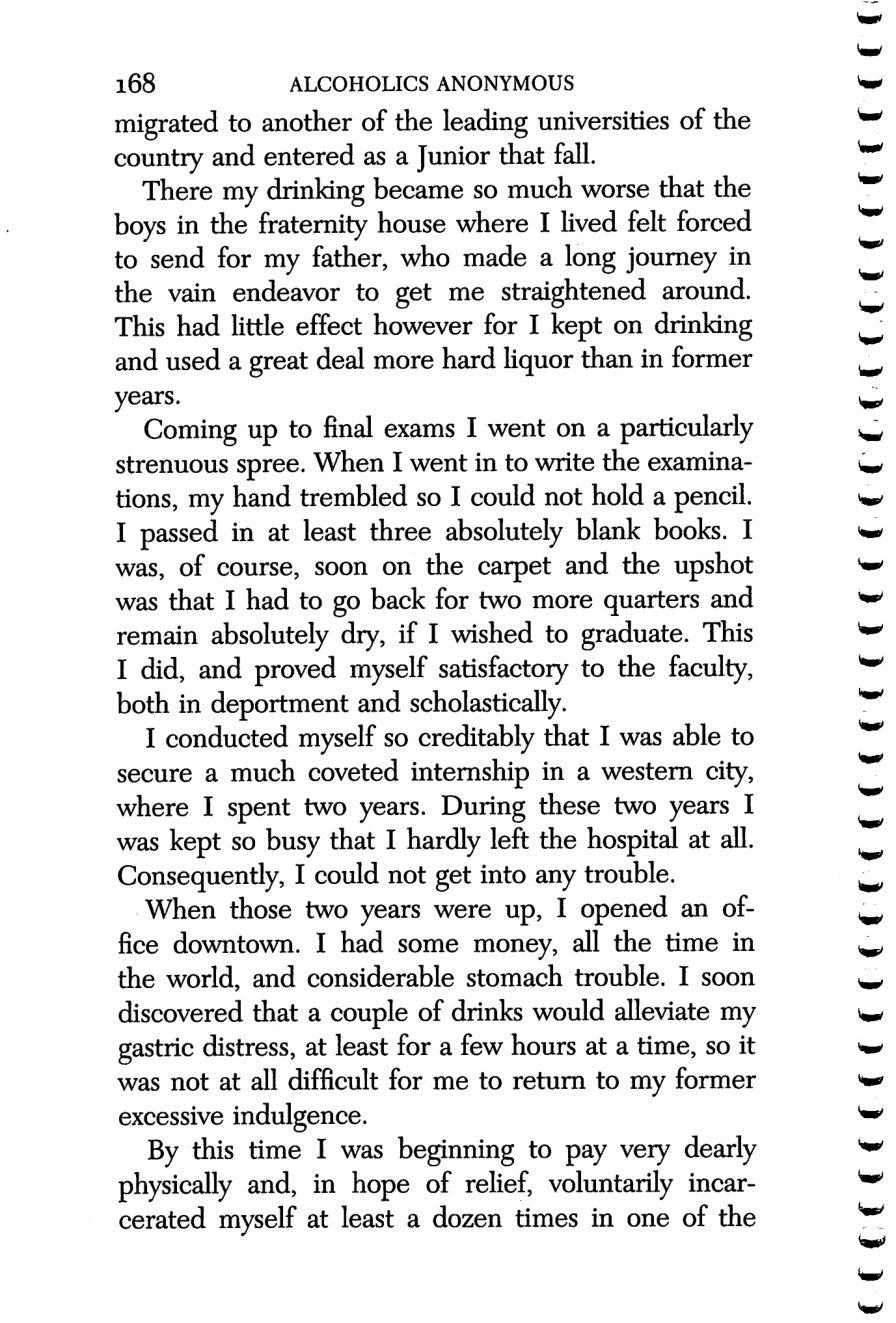 168 ALCOHOLICS ANONYMOUS
migrated to another of the leading universities of the
country and entered as a Junior that fall.
There my drinking became so much worse that the
boys in the fraternity house where I lived felt forced
to send for my father, who made a long journey in
the vain endeavor to get me straightened around.
This had little effect however for I kept on drinking
and used a great deal more hard liquor than in former
years.
Coming up to final exams I went on a particularly
strenuous spree. When I went in to write the examina-
tions, my hand trembled so I could not hold a pencil.
I passed in at least three absolutely blank books. I
was, of course, soon on the carpet and the upshot
was that I had to go back for two more quarters and
remain absolutely dry, if I wished to graduate. This
I did, and proved myself satisfactory to the faculty,
both in deportment and scholastically.
I conducted myself so creditably that I was able to
secure a much coveted internship in a western city,
where I spent two years. During these two years I
was kept so busy that I hardly left the hospital at all.
Consequently, I could not get into any trouble.
When those two years were up, I opened an of-
fice downtown. I had some money, all the time in
the world, and considerable stomach trouble. I soon
discovered that a couple of drinks would alleviate my
gastric distress, at least for a few hours at a time, so it
was not at all difficult for me to return to my former
excessive indulgence.
By this time I was beginning to pay very dearly
physically and, in hope of relief, voluntarily incar-
cerated myself at least a dozen times in one of the